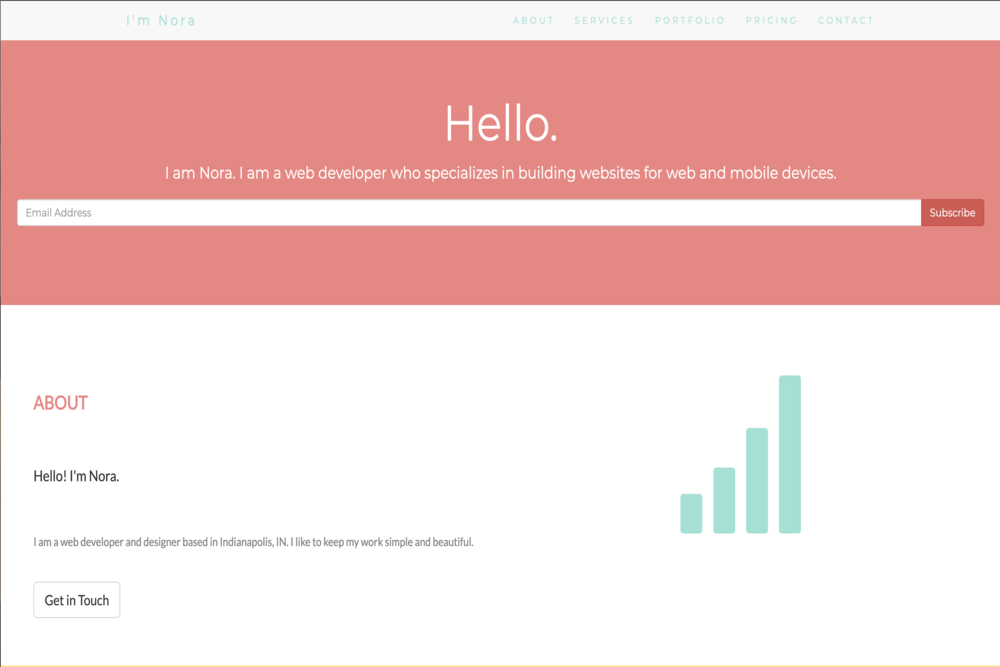 I'm Nora
ABOUT SERVICES PORTFOLIO PRICING CONTACT
Hello.
I am Nora. I am a web developer who specializes in building websites for web and mobile devices.
Email Address
Subscribe
ABOUT
Hello! I'm Nora.
I am a web developer and designer based in Indianapolis, IN. I like to keep my work simple and beautiful.
Get in Touch